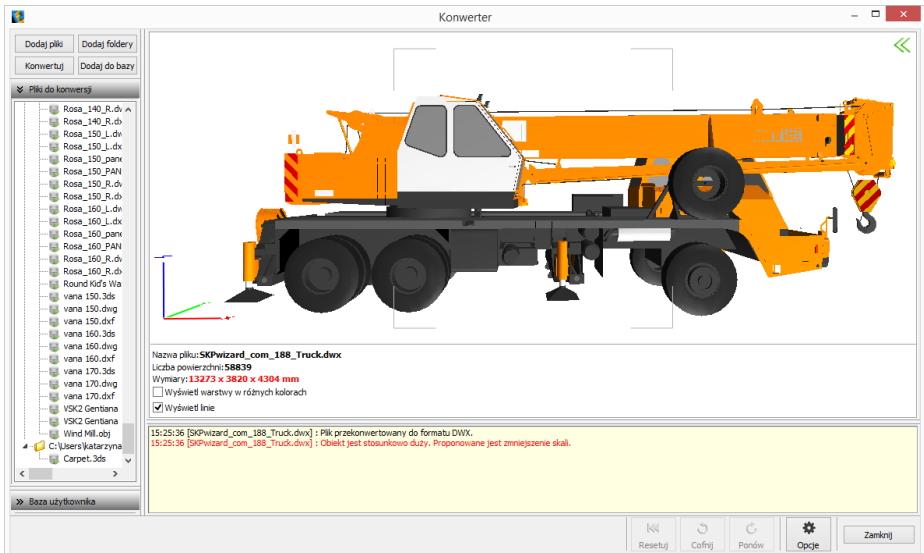 Konwerter
Dodaj pliki
Dodaj foldery
Konwertuj
Dodaj do bazy
Pliki do konwersji
Rosa_140_R.dw
Rosa_140_R.dx
Rosa_150_L.dw
Rosa_150_L.dx
Rosa_150_pane
Rosa_150_PAN
Rosa_150_R.dw
Rosa_150_R.dx
Rosa_160_L.dw
Rosa_160_L.dx
Rosa_160_pane
Rosa_160_PAN
Rosa_160_R.dw
Rosa_160_R.dx
Round Kid's Wa
vana 150.3ds
vana 150.dwg
vana 150.dxf
vana 160.3ds
vana 160.dwg
vana 160.dxf
vana 170.3ds
vana 170.dwg
vana 170.dxf
VSK2 Gentiana
VSK2 Gentiana
Wind Mill.obj
C:\Users\katarzyna
Carpet.3ds
Baza użytkownika
Nazwa pliku:SKPwizard_com_188_Truck.dwx
Liczba powierzchni:58839
Wymiary:13273 x 3820 x 4304 mm
Wyświetl warstwy w różnych kolorach
Wyświetl linie
15:25:36 [SKPwizard_com_188_Truck.dwx] : Plik przekonwertowany do formatu DWX.
15:25:36 [SKPwizard_com_188_Truck.dwx] : Obiekt jest stosunkowo duży. Proponowane jest zmniejszenie skali.
Resetuj
Cofnij
Ponów
Opcje
Zamknij